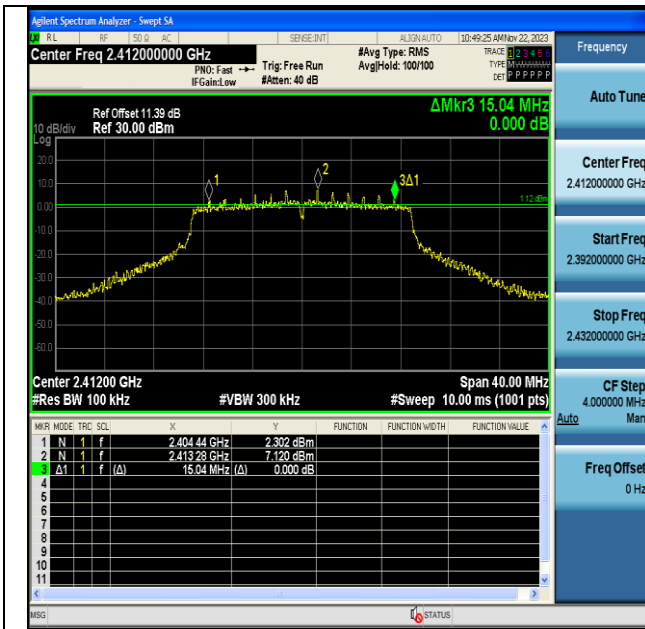 Agilent Spectrum Analyzer - Swept SA
LXI RL RF 50 Ω AC SENSE:INT ALIGN AUTO 10:49:25 AM Nov 22, 2023
Center Freq 2.412000000 GHz
PNO: Fast
IFGain:Low
Trig: Free Run
#Atten: 40 dB
#Avg Type: RMS
Avg|Hold: 100/100
TRACE 1 2 3 4 5 6
TYPE M
DET P P P P P P
Frequency
Auto Tune
Center Freq
2.412000000 GHz
Start Freq
2.392000000 GHz
Stop Freq
2.432000000 GHz
CF Step
4.000000 MHz
Auto Man
Freq Offset
0 Hz
Ref Offset 11.39 dB
10 dB/div Ref 30.00 dBm
Log
ΔMkr3 15.04 MHz
0.000 dB
20.0
10.0
0.00
-10.0
-20.0
-30.0
-40.0
-50.0
-60.0
1
2
3Δ1
1.12 dBm
Center 2.41200 GHz Span 40.00 MHz
#Res BW 100 kHz #VBW 300 kHz #Sweep 10.00 ms (1001 pts)
MKR MODE TRC SCL X Y FUNCTION FUNCTION WIDTH FUNCTION VALUE
1 N 1 f 2.404 44 GHz 2.302 dBm
2 N 1 f 2.413 28 GHz 7.120 dBm
3 Δ1 1 f (Δ) 15.04 MHz (Δ) 0.000 dB
4
5
6
7
8
9
10
11
MSG STATUS